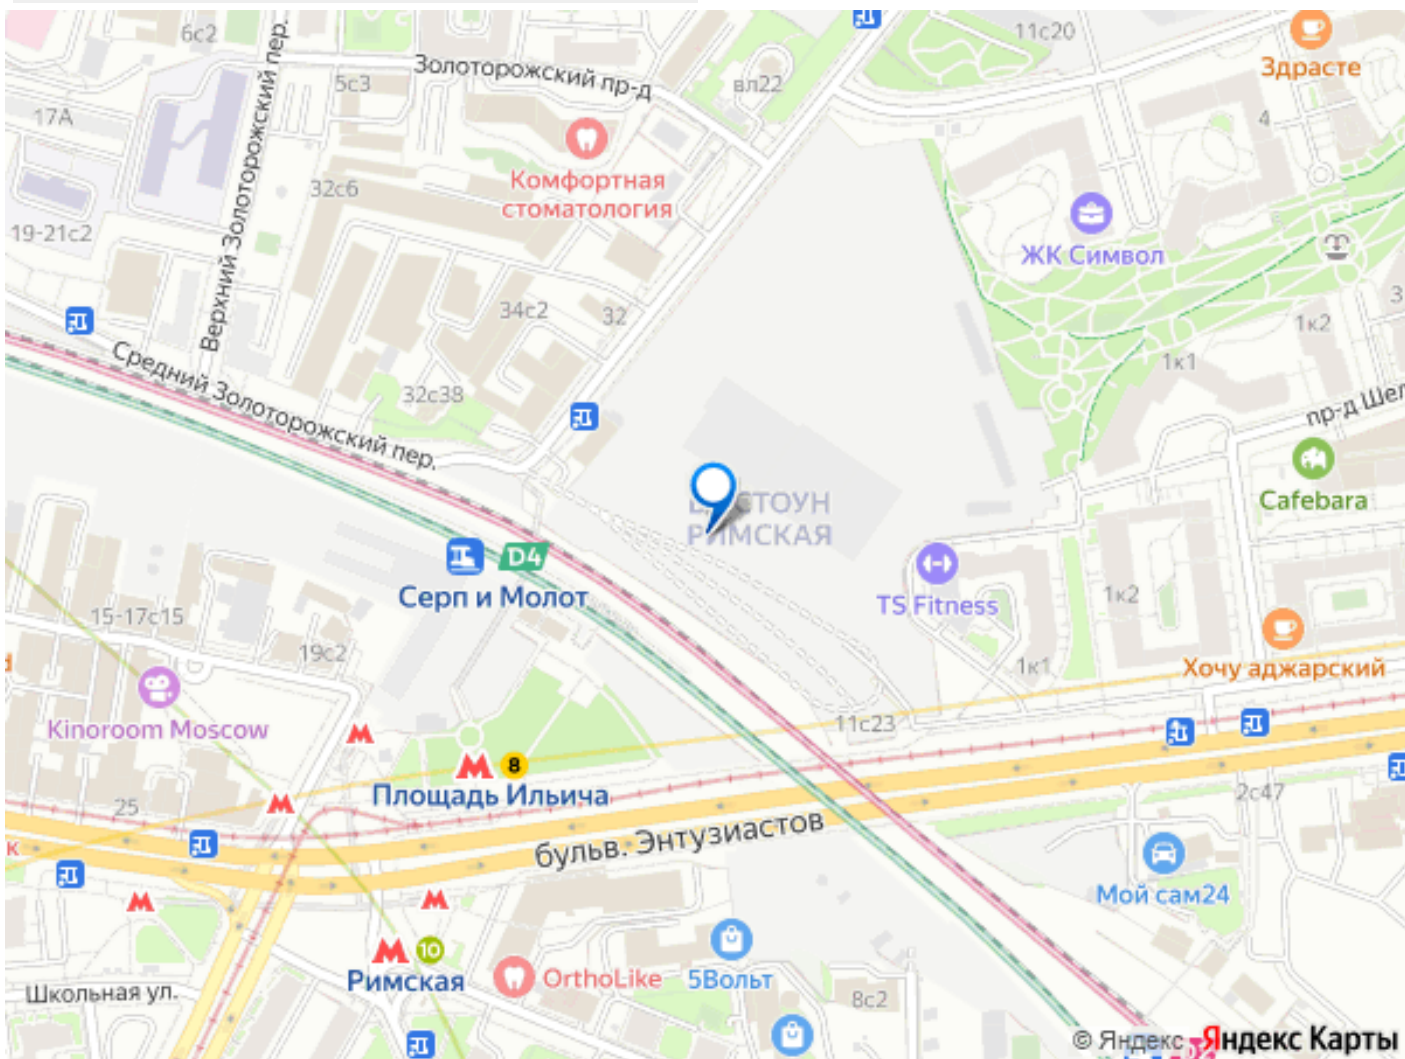 6с2
11с20
Здрасте
Золоторожский пр-д
5с3
вл22
17А
4
Верхний Золоторожский пер.
Комфортная
стоматология
32с6
19-21с2
ЖК Символ
34с2
32
1к2
3
1к1
Средний Золоторожский пер.
32с38
пр-д Шел
Cafebara
РИМСКАЯ
D4
Серп и Молот
TS Fitness
1к2
15-17с15
19с2
1к1
Хочу аджарский
Kinoroom Moscow
11с23
8
Площадь Ильича
25
2с47
к
бульв. Энтузиастов
Мой сам24
10
Римская
OrthoLike
5Вольт
Школьная ул.
8с2
© Яндекс Яндекс Карты